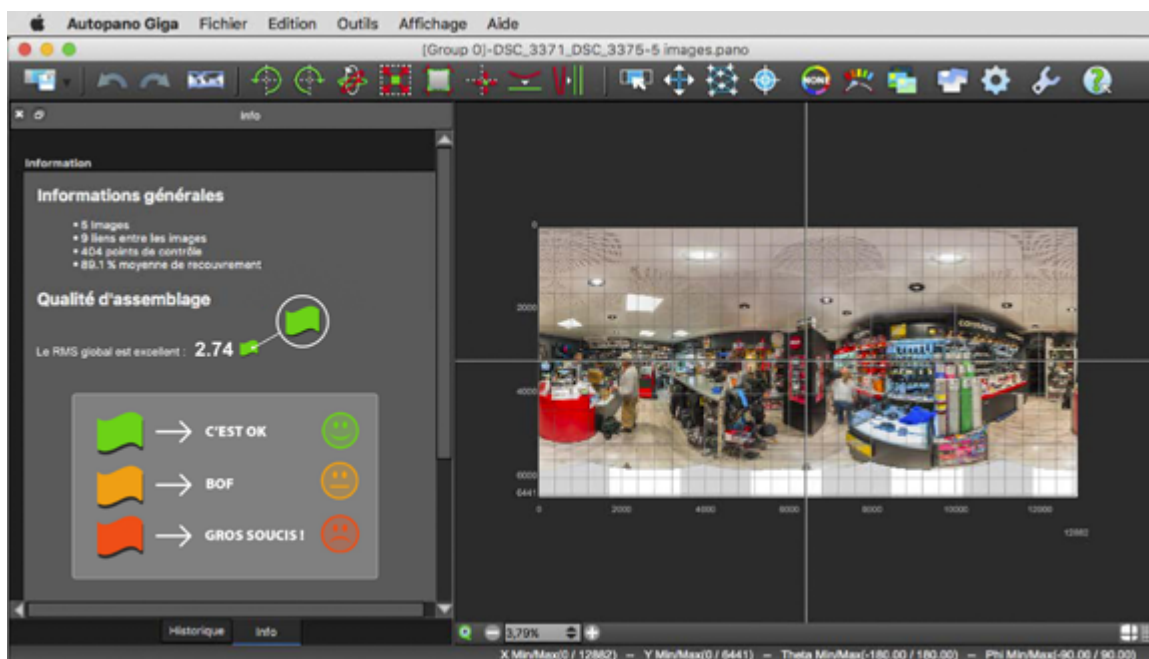 Autopano Giga Fichier Edition Outils Affichage Aide
[Group 0]-DSC_3371_DSC_3375-5 images.pano
Info
Information
Informations générales
• 5 Images
• 9 liens entre les images
• 404 points de contrôle
• 89.1 % moyenne de recouvrement
Qualité d'assemblage
Le RMS global est excellent : 2.74
C'EST OK
BOF
GROS SOUCIS !
Historique Info
0
2000
4000
6000
6441
0 2000 4000 6000 8000 10000 12000
12882
3,79%
X Min/Max(0 / 12882) – Y Min/Max(0 / 6441) – Theta Min/Max(-180.00 / 180.00) – Phi Min/Max(-90.00 / 90.00)